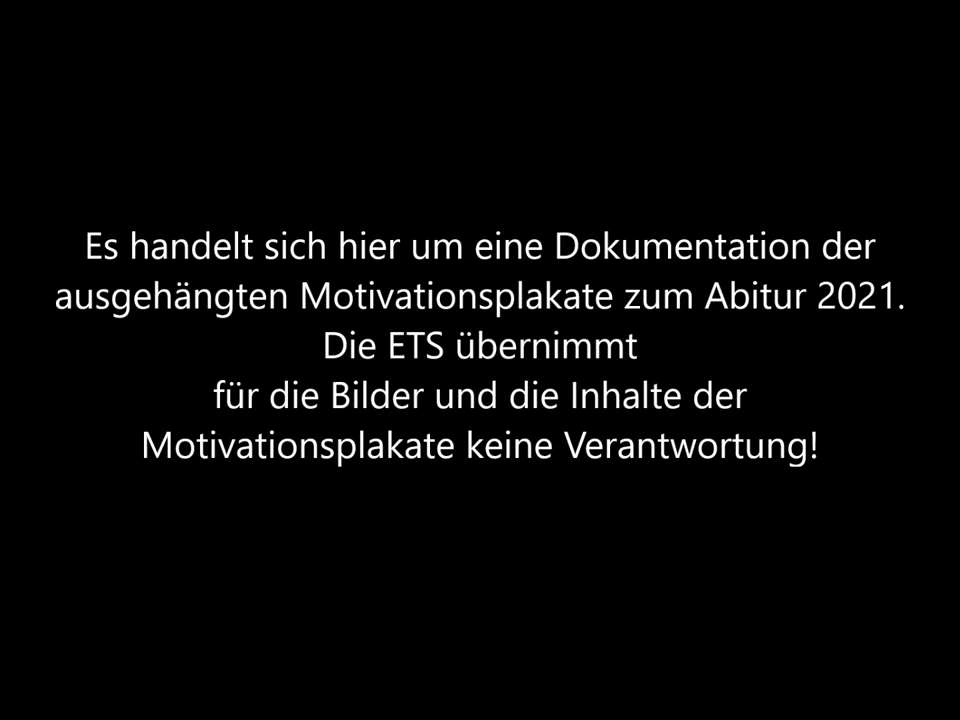 Es handelt sich hier um eine Dokumentation der
ausgehängten Motivationsplakate zum Abitur 2021.
Die ETS übernimmt
für die Bilder und die Inhalte der
Motivationsplakate keine Verantwortung!